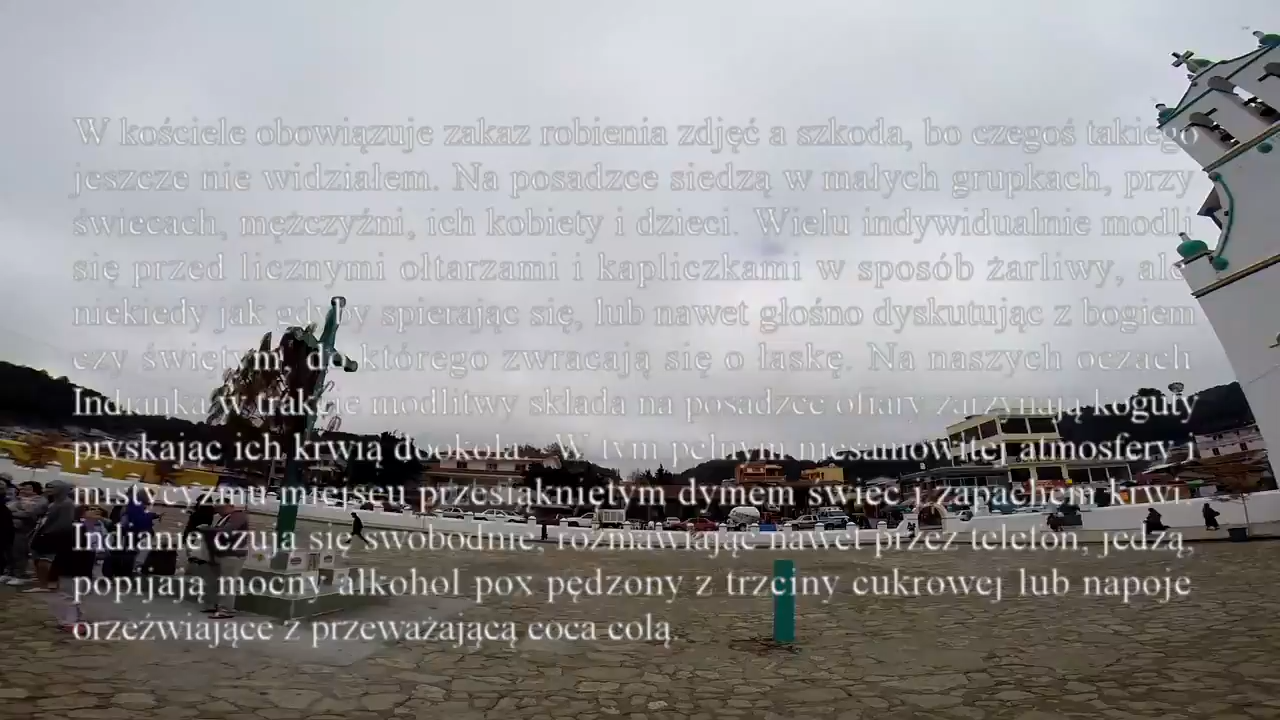 W kościele obowiązuje zakaz robienia zdjęć a szkoda, bo czegoś takiego
jeszcze nie widziałem. Na posadzce siedzą w małych grupkach, przy
świecach, mężczyźni, ich kobiety i dzieci. Wielu indywidualnie modli
się przed licznymi ołtarzami i kapliczkami w sposób żarliwy, ale
niekiedy jak gdyby spierając się, lub nawet głośno dyskutując z bogiem
czy świętym, do którego zwracają się o łaskę. Na naszych oczach
Indianka w trakcie modlitwy składa na posadzce ofiary zarzynają koguty
pryskając ich krwią dookoła. W tym pełnym niesamowitej atmosfery i
mistycyzmu miejscu przesiąkniętym dymem świec i zapachem krwi,
Indianie czują się swobodnie, rozmawiając nawet przez telefon, jedzą,
popijają mocny alkohol pox pędzony z trzciny cukrowej lub napoje
orzeźwiające z przeważającą coca colą.